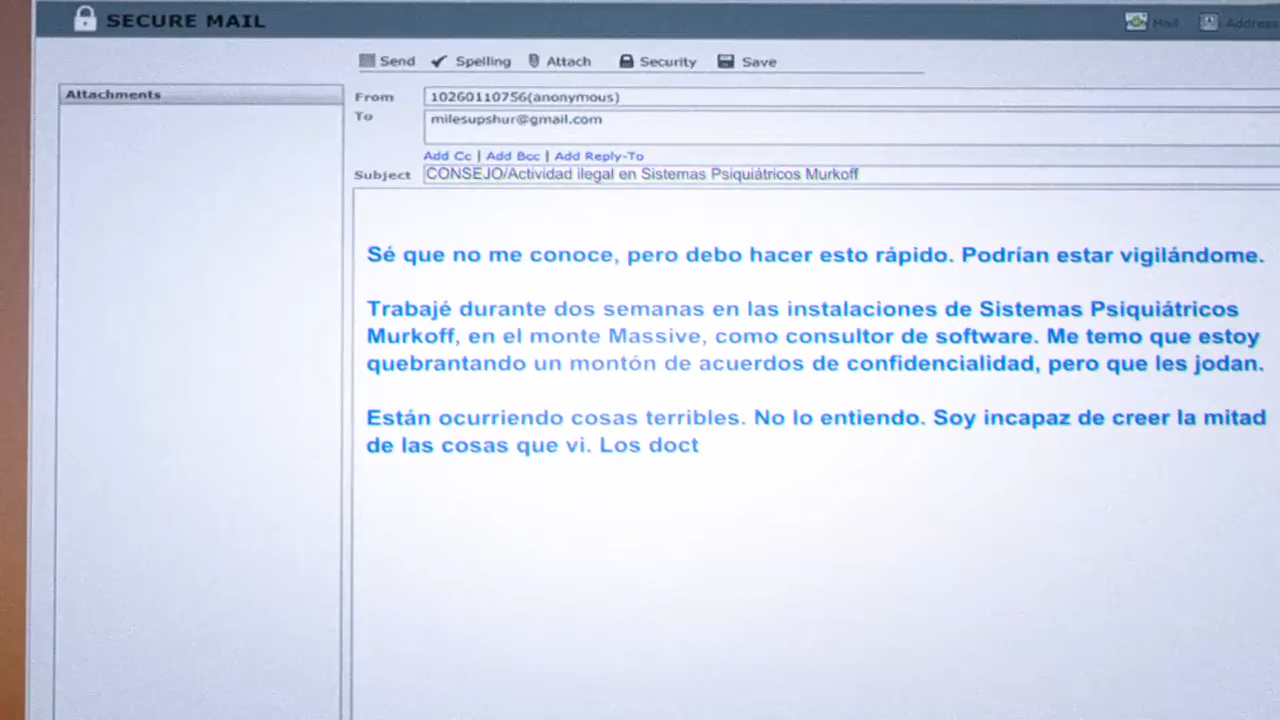 SECURE MAIL
Mail Address
Send Spelling Attach Security Save
Attachments
From 10260110756(anonymous)
To milesupshur@gmail.com
Add Cc | Add Bcc | Add Reply-To
Subject CONSEJO/Actividad ilegal en Sistemas Psiquiátricos Murkoff
Sé que no me conoce, pero debo hacer esto rápido. Podrían estar vigilándome.
Trabajé durante dos semanas en las instalaciones de Sistemas Psiquiátricos
Murkoff, en el monte Massive, como consultor de software. Me temo que estoy
quebrantando un montón de acuerdos de confidencialidad, pero que les jodan.
Están ocurriendo cosas terribles. No lo entiendo. Soy incapaz de creer la mitad
de las cosas que vi. Los doct